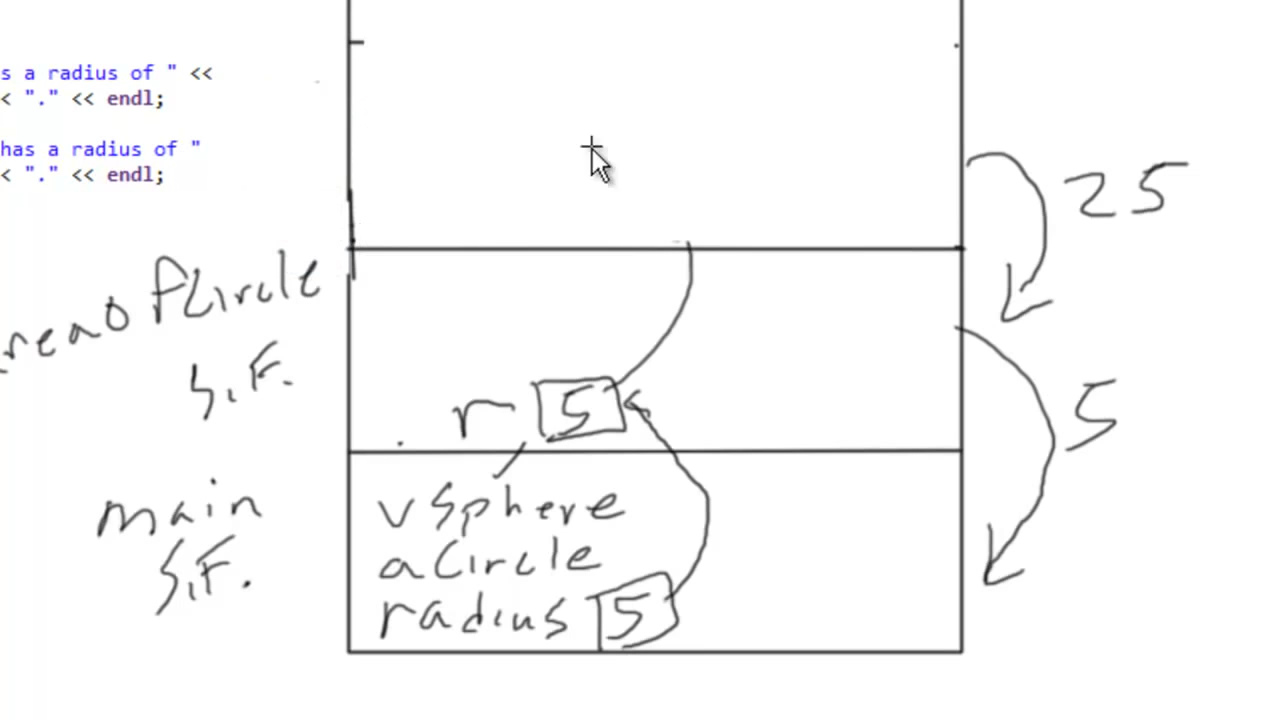 s a radius of " <<
< "." << endl;
has a radius of "
< "." << endl;
25
reaOfCircle
S.F.
5
r 5
main
S.F.
vSphere
aCircle
radius 5